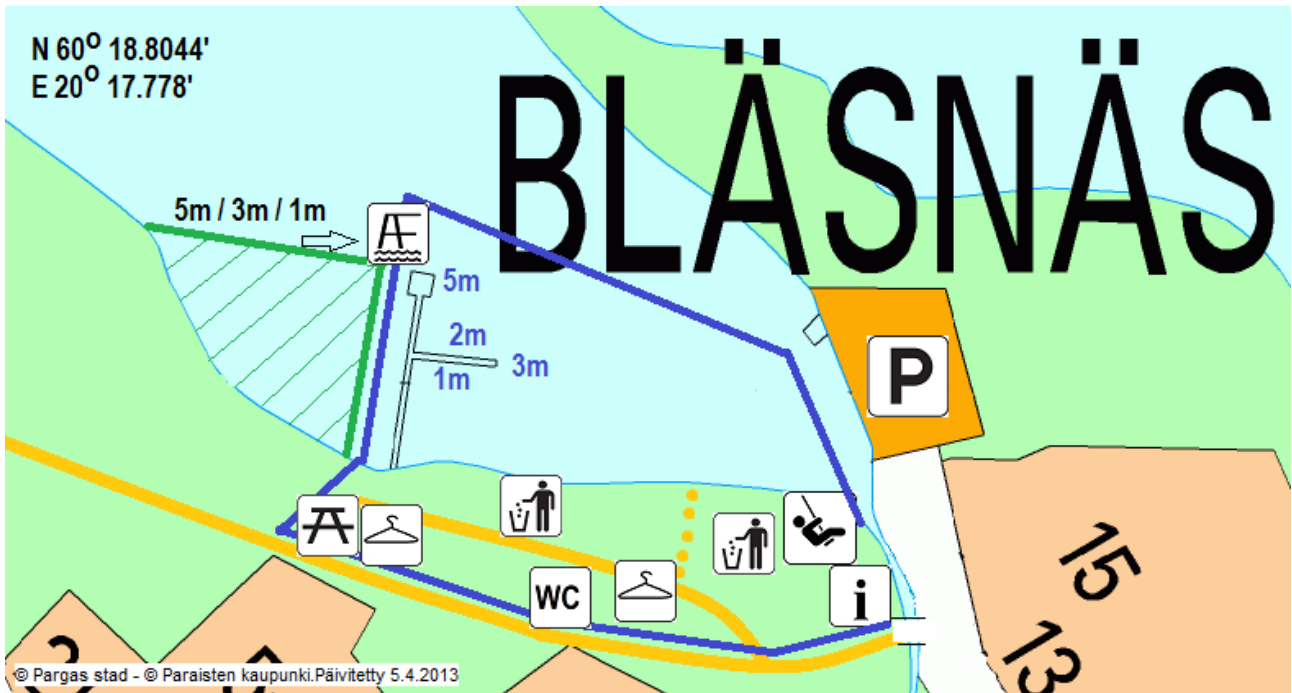 N 60° 18.8044'
E 20° 17.778'
BLÄSNÄS
5m / 3m / 1m
5m
2m
3m
1m
P
WC
i
15
13
© Pargas stad - © Paraisten kaupunki.Päivitetty 5.4.2013